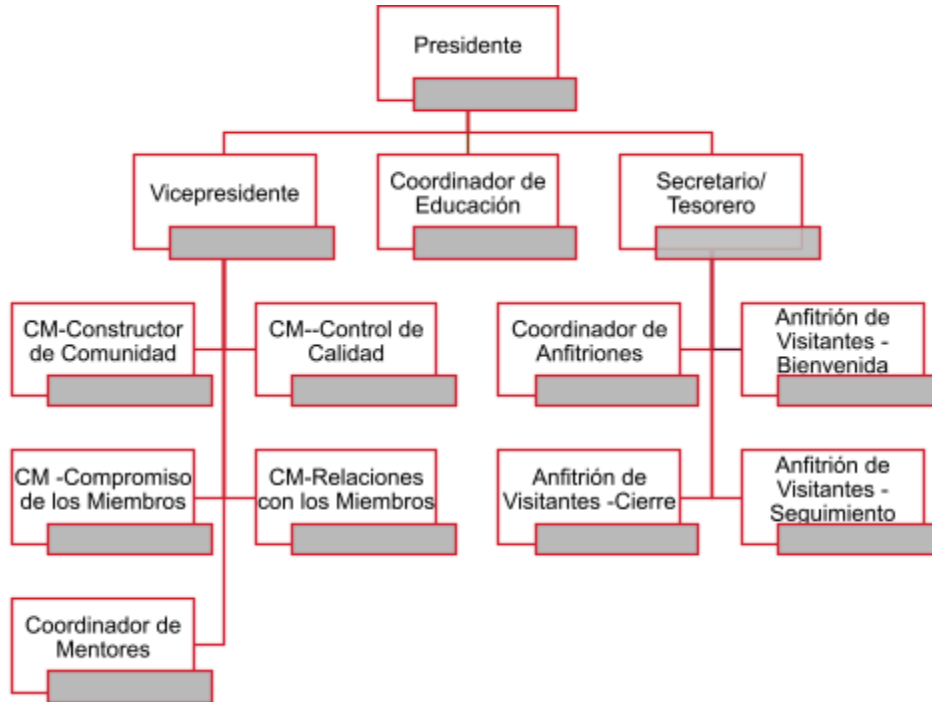 Presidente
Vicepresidente
Coordinador de
Educación
Secretario/
Tesorero
CM-Constructor
de Comunidad
CM--Control de
Calidad
Coordinador de
Anfitriones
Anfitrión de
Visitantes -
Bienvenida
CM -Compromiso
de los Miembros
CM-Relaciones
con los Miembros
Anfitrión de
Visitantes -Cierre
Anfitrión de
Visitantes -
Seguimiento
Coordinador de
Mentores